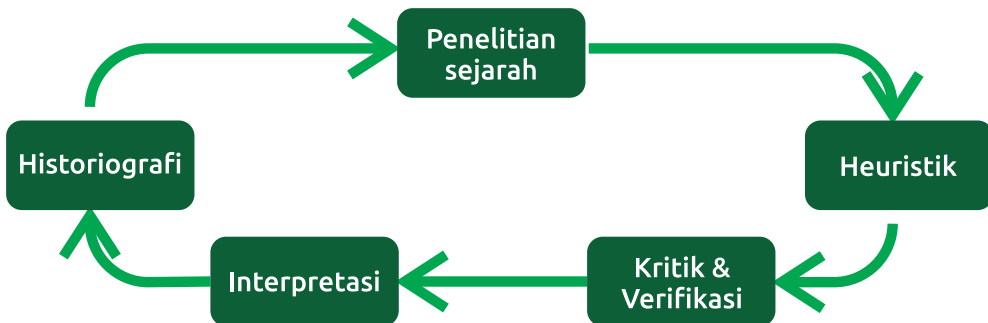 Penelitian
sejarah
Heuristik
Kritik &
Verifikasi
Interpretasi
Historiografi